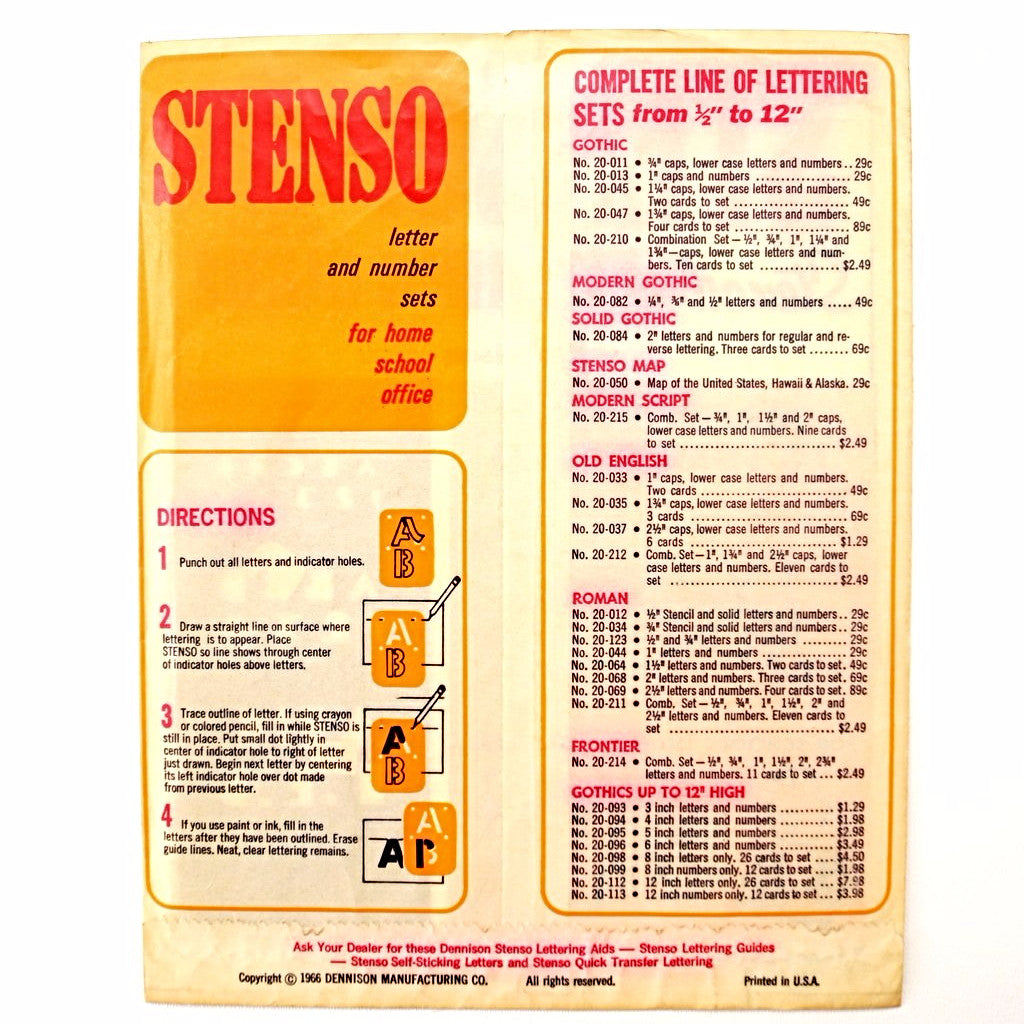 STENSO
letter
and number
sets
for home
school
office
DIRECTIONS
1 Punch out all letters and indicator holes.
2 Draw a straight line on surface where
lettering is to appear. Place
STENSO so line shows through center
of indicator holes above letters.
3 Trace outline of letter. If using crayon
or colored pencil, fill in while STENSO is
still in place. Put small dot lightly in
center of indicator hole to right of letter
just drawn. Begin next letter by centering
its left indicator hole over dot made
from previous letter.
4 If you use paint or ink, fill in the
letters after they have been outlined. Erase
guide lines. Neat, clear lettering remains.
A
B
A
B
A
B
A
A
B
COMPLETE LINE OF LETTERING
SETS from ½" to 12"
GOTHIC
No. 20-011 • ¾" caps, lower case letters and numbers.. 29c
No. 20-013 • 1" caps and numbers .................. 29c
No. 20-045 • 1¼" caps, lower case letters and numbers.
Two cards to set ..................... 49c
No. 20-047 • 1¾" caps, lower case letters and numbers.
Four cards to set .................... 89c
No. 20-210 • Combination Set — ½", ¾", 1", 1¼" and
1¾"—caps, lower case letters and num-
bers. Ten cards to set ............... $2.49
MODERN GOTHIC
No. 20-082 • ¼", ⅜" and ½" letters and numbers ..... 49c
SOLID GOTHIC
No. 20-084 • 2" letters and numbers for regular and re-
verse lettering. Three cards to set ........ 69c
STENSO MAP
No. 20-050 • Map of the United States, Hawaii & Alaska. 29c
MODERN SCRIPT
No. 20-215 • Comb. Set — ¾", 1", 1½" and 2" caps,
lower case letters and numbers. Nine cards
to set .............................. $2.49
OLD ENGLISH
No. 20-033 • 1" caps, lower case letters and numbers.
Two cards .......................... 49c
No. 20-035 • 1¾" caps, lower case letters and numbers.
3 cards ............................ 69c
No. 20-037 • 2½" caps, lower case letters and numbers.
6 cards ............................ $1.29
No. 20-212 • Comb. Set—1", 1¾" and 2½" caps, lower
case letters and numbers. Eleven cards to
set ................................ $2.49
ROMAN
No. 20-012 • ½" Stencil and solid letters and numbers.. 29c
No. 20-034 • ¾" Stencil and solid letters and numbers.. 29c
No. 20-123 • ½" and ¾" letters and numbers ......... 29c
No. 20-044 • 1" letters and numbers ................ 29c
No. 20-064 • 1½" letters and numbers. Two cards to set. 49c
No. 20-068 • 2" letters and numbers. Three cards to set. 69c
No. 20-069 • 2½" letters and numbers. Four cards to set. 89c
No. 20-211 • Comb. Set — ½", ¾", 1", 1½", 2" and
2½" letters and numbers. Eleven cards to
set ................................ $2.49
FRONTIER
No. 20-214 • Comb. Set — ½", ¾", 1", 1½", 2", 2¾"
letters and numbers. 11 cards to set ... $2.49
GOTHICS UP TO 12" HIGH
No. 20-093 • 3 inch letters and numbers ........... $1.29
No. 20-094 • 4 inch letters and numbers ........... $1.98
No. 20-095 • 5 inch letters and numbers ........... $2.98
No. 20-096 • 6 inch letters and numbers ........... $3.49
No. 20-098 • 8 inch letters only. 26 cards to set .... $4.50
No. 20-099 • 8 inch numbers only. 12 cards to set ... $1.98
No. 20-112 • 12 inch letters only. 26 cards to set ... $7.98
No. 20-113 • 12 inch numbers only. 12 cards to set ... $3.98
Ask Your Dealer for these Dennison Stenso Lettering Aids — Stenso Lettering Guides
— Stenso Self-Sticking Letters and Stenso Quick Transfer Lettering
Copyright © 1966 DENNISON MANUFACTURING CO. All rights reserved. Printed in U.S.A.